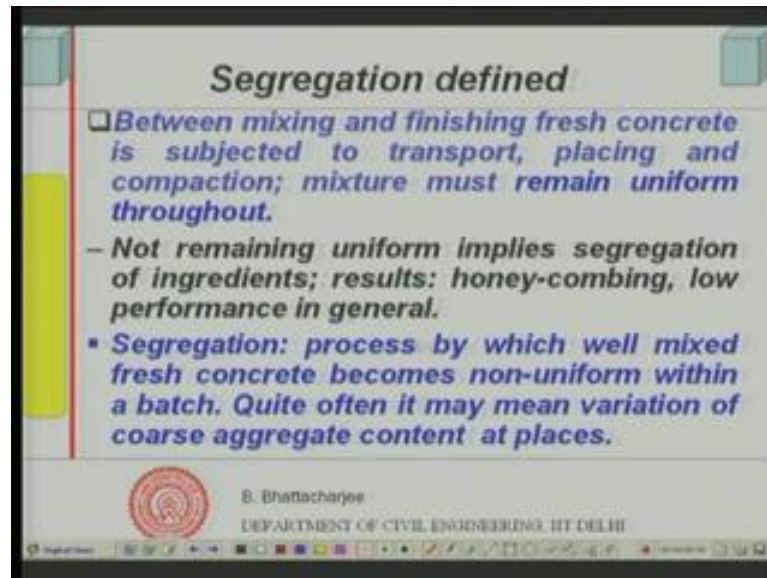 Segregation defined
❑Between mixing and finishing fresh concrete
is subjected to transport, placing and
compaction; mixture must remain uniform
throughout.
– Not remaining uniform implies segregation
of ingredients; results: honey-combing, low
performance in general.
▪ Segregation: process by which well mixed
fresh concrete becomes non-uniform within
a batch. Quite often it may mean variation of
coarse aggregate content at places.
B. Bhattacharjee
DEPARTMENT OF CIVIL ENGINEERING, IIT DELHI